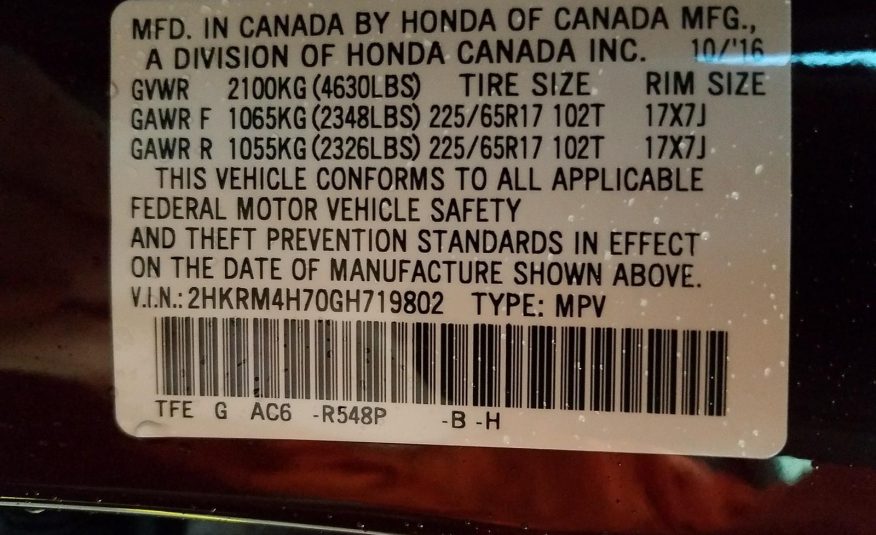 MFD. IN CANADA BY HONDA OF CANADA MFG.,
A DIVISION OF HONDA CANADA INC. 10/'16
GVWR 2100KG (4630LBS) TIRE SIZE RIM SIZE
GAWR F 1065KG (2348LBS) 225/65R17 102T 17X7J
GAWR R 1055KG (2326LBS) 225/65R17 102T 17X7J
THIS VEHICLE CONFORMS TO ALL APPLICABLE
FEDERAL MOTOR VEHICLE SAFETY
AND THEFT PREVENTION STANDARDS IN EFFECT
ON THE DATE OF MANUFACTURE SHOWN ABOVE.
V.I.N.: 2HKRM4H70GH719802 TYPE: MPV
TFE G AC6 -R548P -B -H